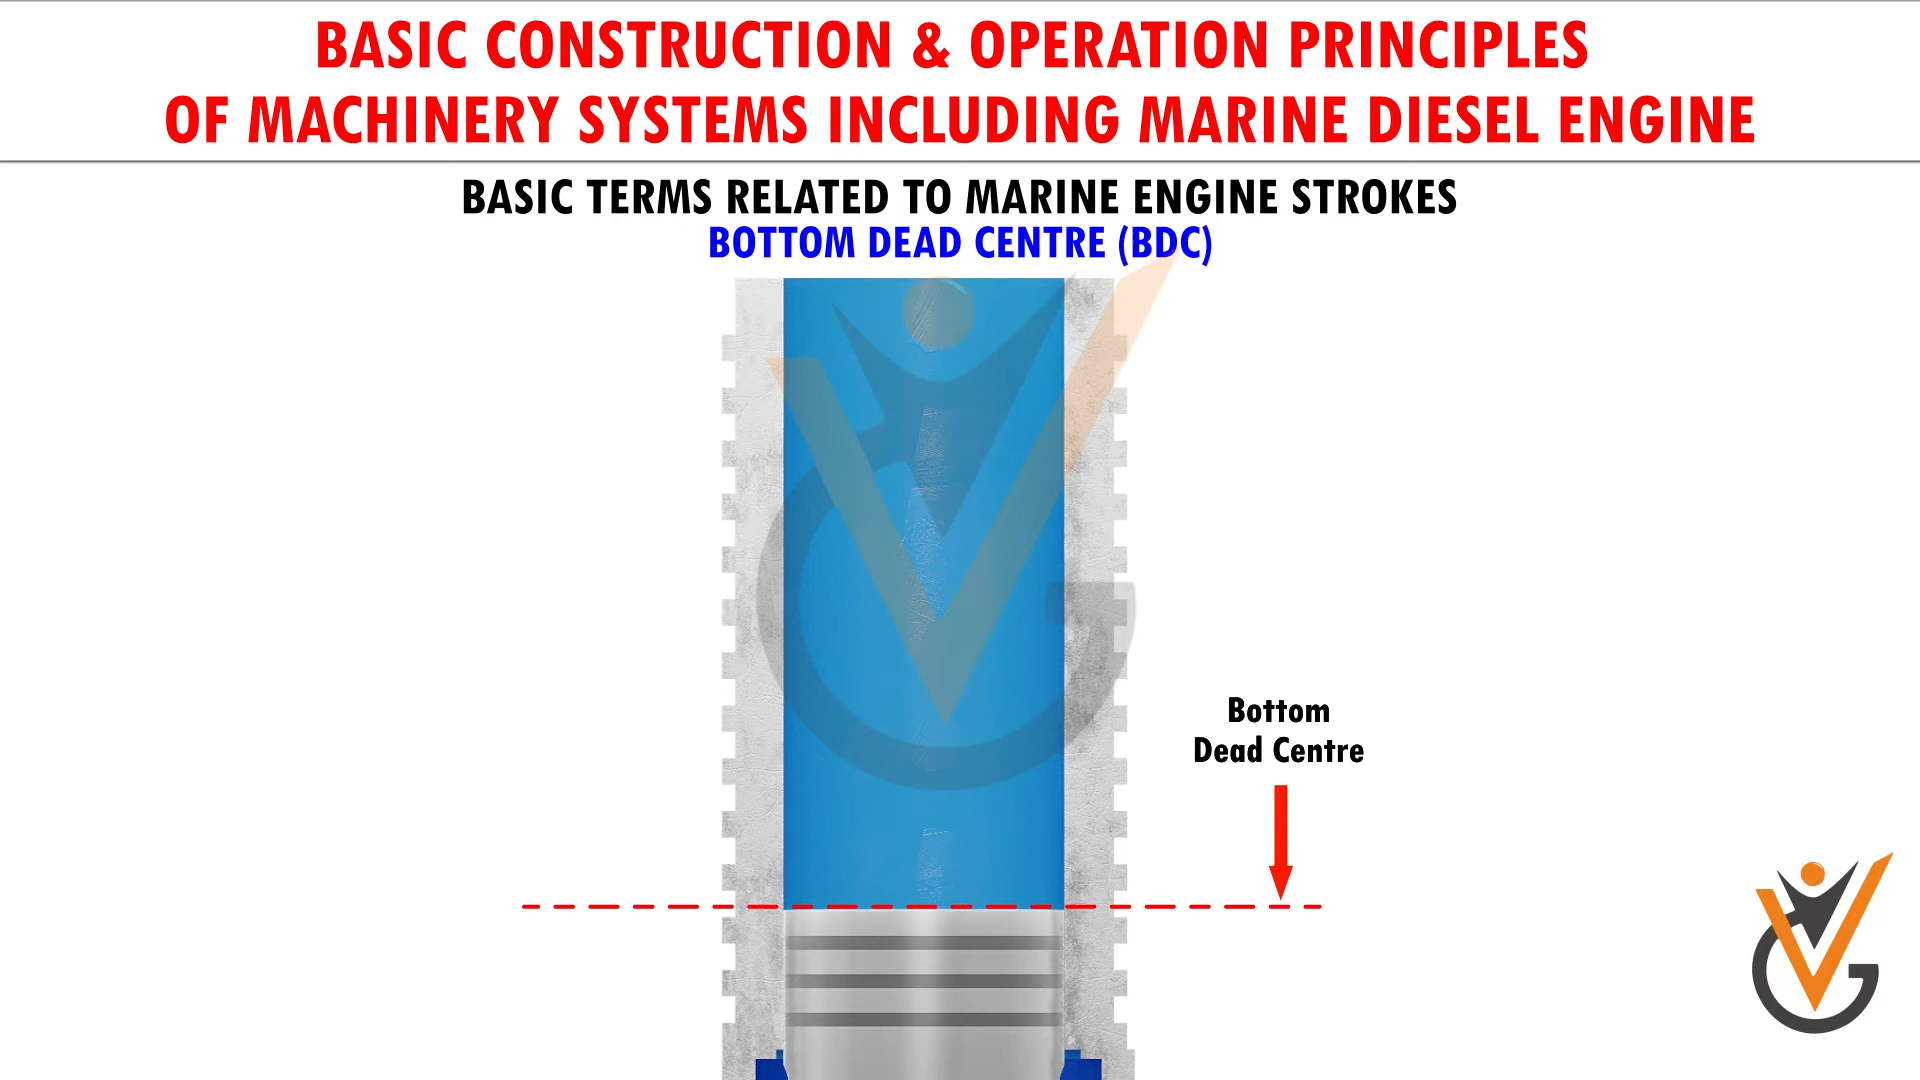 BASIC CONSTRUCTION & OPERATION PRINCIPLES
OF MACHINERY SYSTEMS INCLUDING MARINE DIESEL ENGINE
BASIC TERMS RELATED TO MARINE ENGINE STROKES
BOTTOM DEAD CENTRE (BDC)
Bottom
Dead Centre